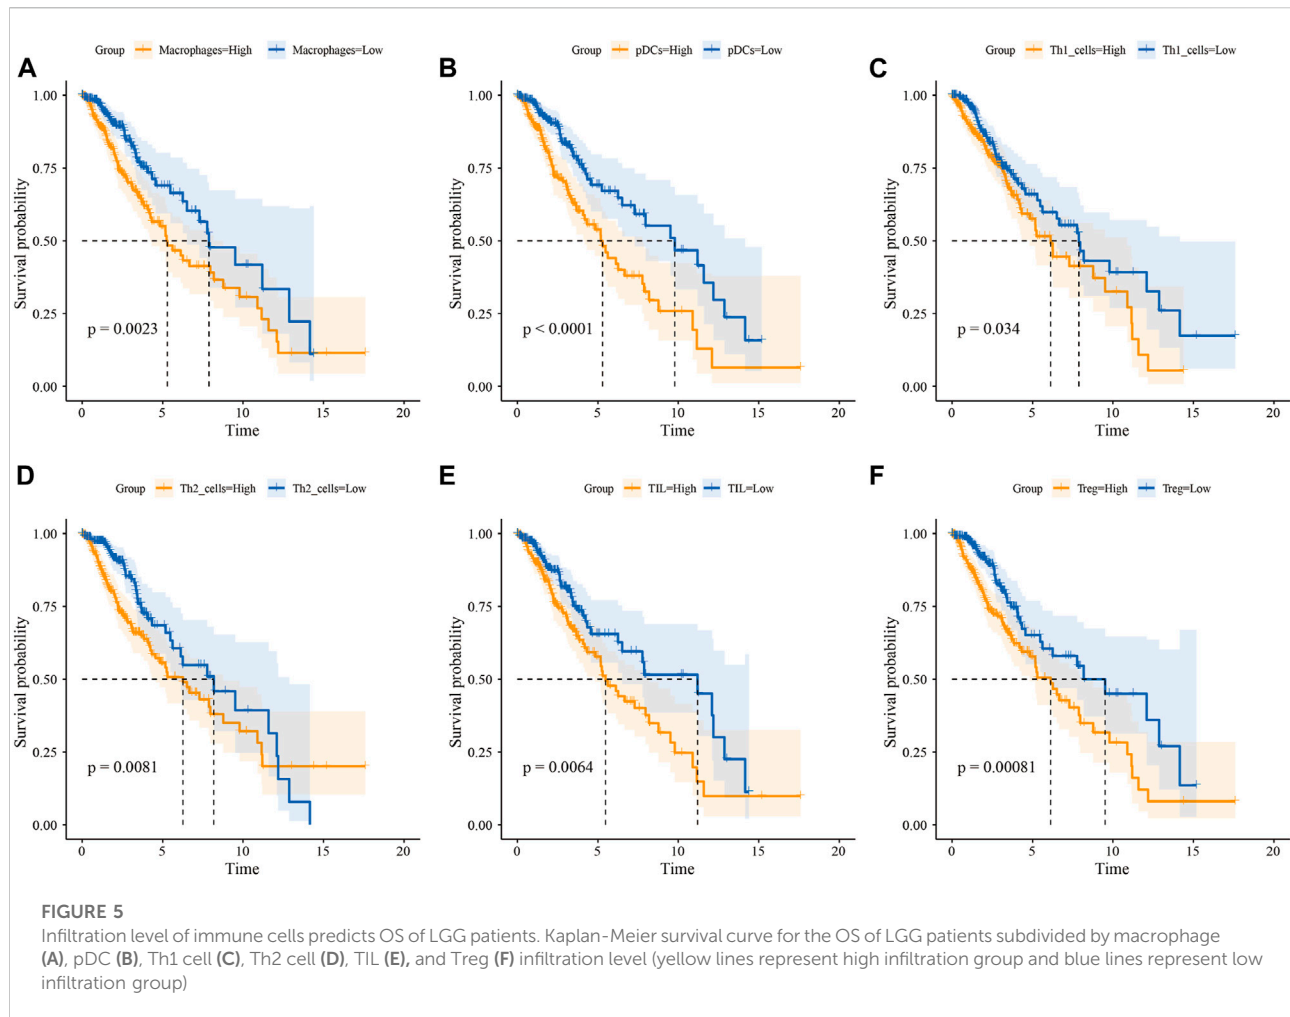 Group Macrophages=High Macrophages=Low
A
Survival probability
1.00
0.75
0.50
0.25
0.00
p = 0.0023
0 5 10 15 20
Time
Group pDCs=High pDCs=Low
B
Survival probability
1.00
0.75
0.50
0.25
0.00
p < 0.0001
0 5 10 15 20
Time
Group Th1_cells=High Th1_cells=Low
C
Survival probability
1.00
0.75
0.50
0.25
0.00
p = 0.034
0 5 10 15 20
Time
Group Th2_cells=High Th2_cells=Low
D
Survival probability
1.00
0.75
0.50
0.25
0.00
p = 0.0081
0 5 10 15 20
Time
Group TIL=High TIL=Low
E
Survival probability
1.00
0.75
0.50
0.25
0.00
p = 0.0064
0 5 10 15 20
Time
Group Treg=High Treg=Low
F
Survival probability
1.00
0.75
0.50
0.25
0.00
p = 0.00081
0 5 10 15 20
Time
FIGURE 5
Infiltration level of immune cells predicts OS of LGG patients. Kaplan-Meier survival curve for the OS of LGG patients subdivided by macrophage
(A), pDC (B), Th1 cell (C), Th2 cell (D), TIL (E), and Treg (F) infiltration level (yellow lines represent high infiltration group and blue lines represent low
infiltration group)